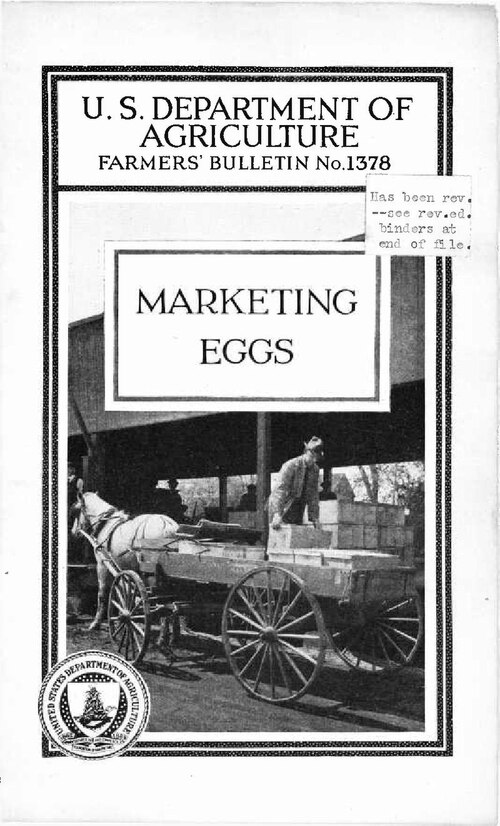 U. S. DEPARTMENT OF
AGRICULTURE
FARMERS' BULLETIN No.1378
Has been rev.
--see rev.ed.
binders at
end of file.
MARKETING
EGGS
UNITED STATES DEPARTMENT OF AGRICULTURE